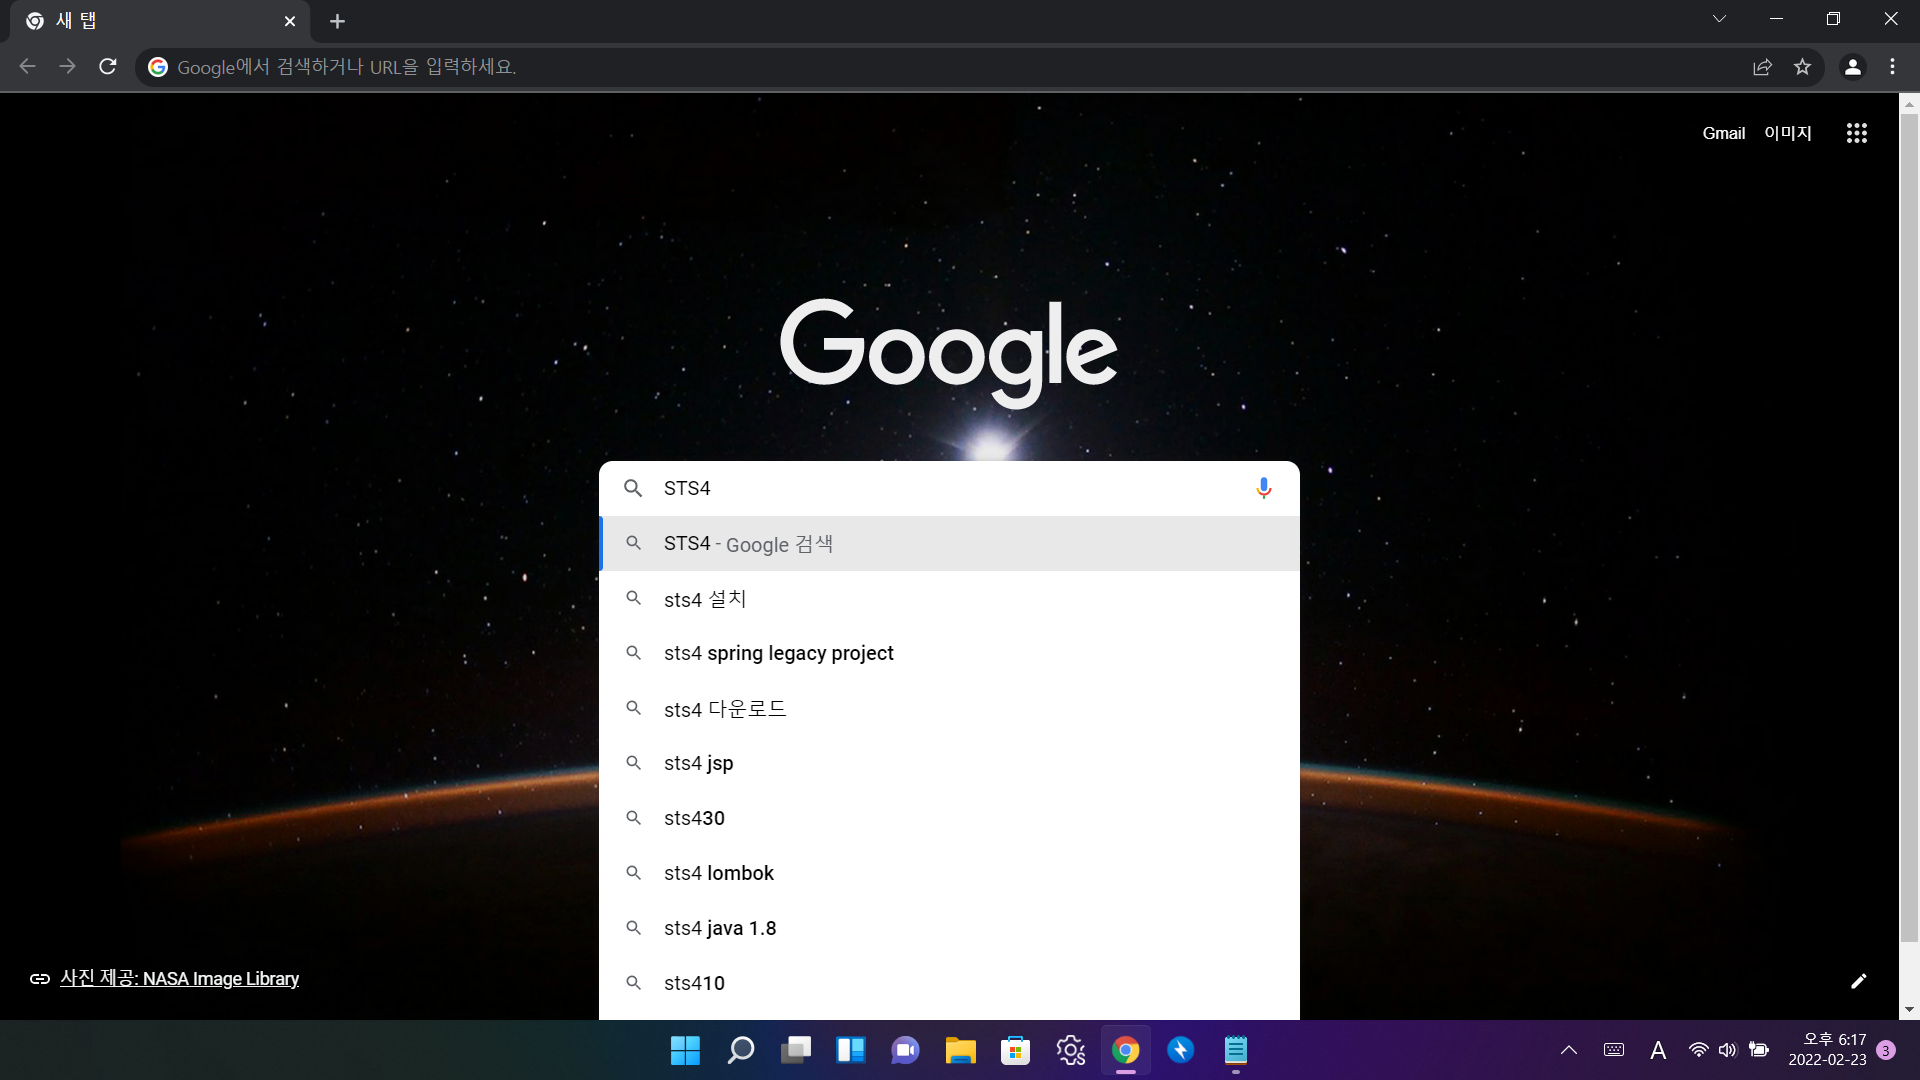 새 탭
Google에서 검색하거나 URL을 입력하세요.
Gmail 이미지
Google
STS4
STS4 - Google 검색
sts4 설치
sts4 spring legacy project
sts4 다운로드
sts4 jsp
sts430
sts4 lombok
sts4 java 1.8
sts410
사진 제공: NASA Image Library
A
오후 6:17
2022-02-23
3